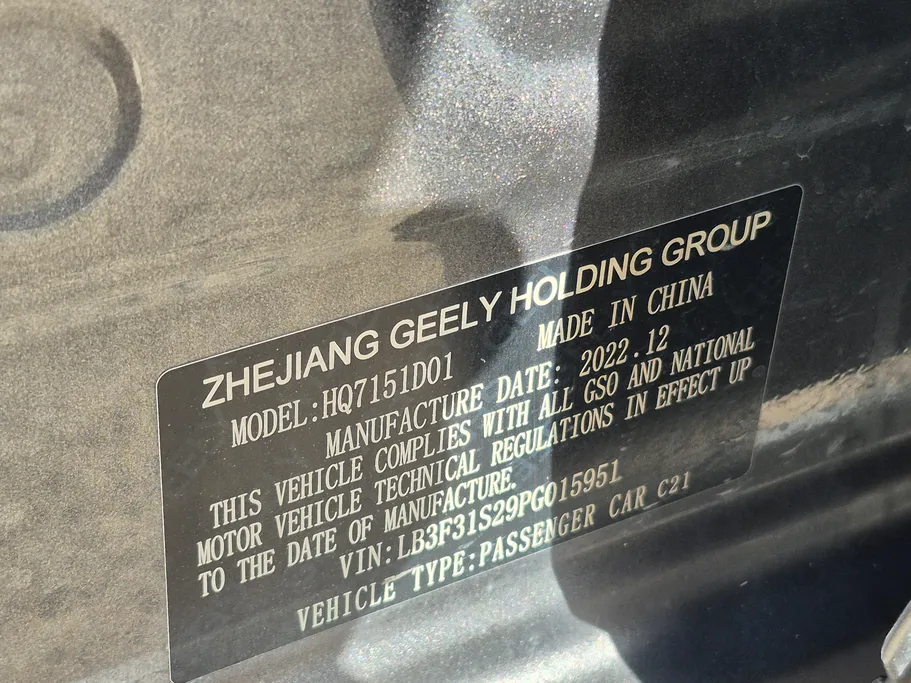 ZHEJIANG GEELY HOLDING GROUP
MODEL:HQ7151D01 MADE IN CHINA
MANUFACTURE DATE: 2022.12
THIS VEHICLE COMPLIES WITH ALL GSO AND NATIONAL
MOTOR VEHICLE TECHNICAL REGULATIONS IN EFFECT UP
TO THE DATE OF MANUFACTURE.
VIN:LB3F31S29PG015951
VEHICLE TYPE:PASSENGER CAR C21